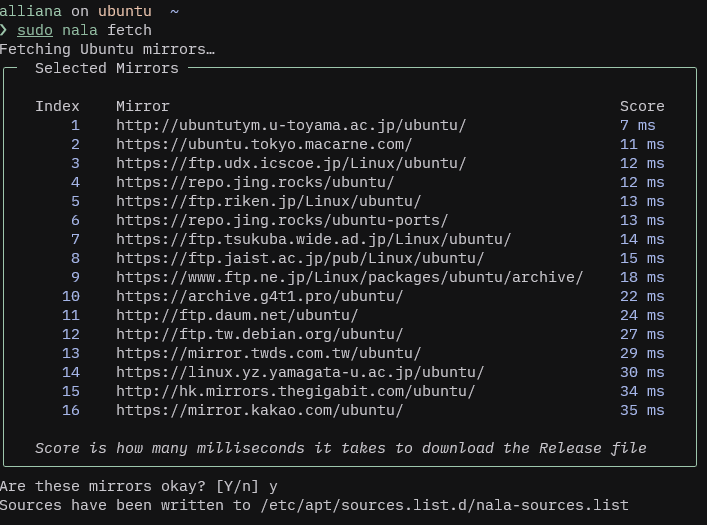 alliana on ubuntu ~
❯ sudo nala fetch
Fetching Ubuntu mirrors…
Selected Mirrors
Index Mirror Score
1 http://ubuntutym.u-toyama.ac.jp/ubuntu/ 7 ms
2 https://ubuntu.tokyo.macarne.com/ 11 ms
3 https://ftp.udx.icscoe.jp/Linux/ubuntu/ 12 ms
4 https://repo.jing.rocks/ubuntu/ 12 ms
5 https://ftp.riken.jp/Linux/ubuntu/ 13 ms
6 https://repo.jing.rocks/ubuntu-ports/ 13 ms
7 https://ftp.tsukuba.wide.ad.jp/Linux/ubuntu/ 14 ms
8 https://ftp.jaist.ac.jp/pub/Linux/ubuntu/ 15 ms
9 https://www.ftp.ne.jp/Linux/packages/ubuntu/archive/ 18 ms
10 https://archive.g4t1.pro/ubuntu/ 22 ms
11 http://ftp.daum.net/ubuntu/ 24 ms
12 http://ftp.tw.debian.org/ubuntu/ 27 ms
13 https://mirror.twds.com.tw/ubuntu/ 29 ms
14 https://linux.yz.yamagata-u.ac.jp/ubuntu/ 30 ms
15 http://hk.mirrors.thegigabit.com/ubuntu/ 34 ms
16 https://mirror.kakao.com/ubuntu/ 35 ms
Score is how many milliseconds it takes to download the Release file
Are these mirrors okay? [Y/n] y
Sources have been written to /etc/apt/sources.list.d/nala-sources.list